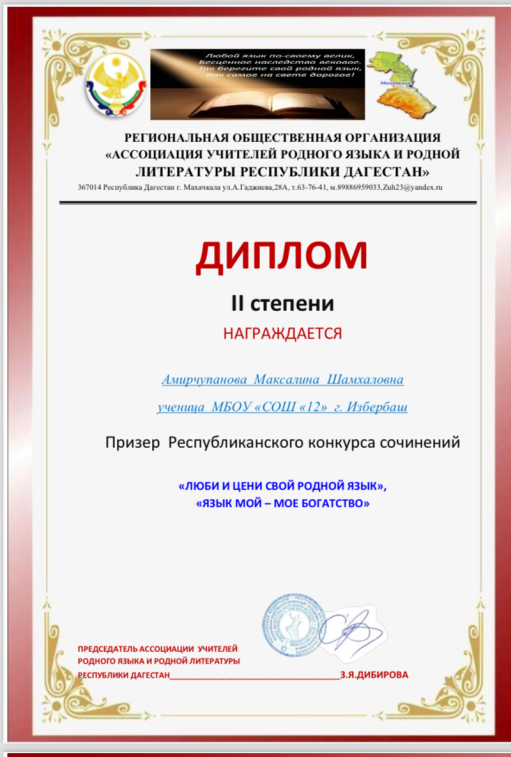 Любой язык по-своему велик,
Бесценное наследство вековое.
Так берегите свой родной язык,
Как самое на свете дорогое!
РЕГИОНАЛЬНАЯ ОБЩЕСТВЕННАЯ ОРГАНИЗАЦИЯ
«АССОЦИАЦИЯ УЧИТЕЛЕЙ РОДНОГО ЯЗЫКА И РОДНОЙ
ЛИТЕРАТУРЫ РЕСПУБЛИКИ ДАГЕСТАН»
367014 Республика Дагестан г. Махачкала ул.А.Гаджиева,28А, т.63-76-41, м.89886959033,Zuh23@yandex.ru
ДИПЛОМ
II степени
НАГРАЖДАЕТСЯ
Амирчупанова Максалина Шамхаловна
ученица МБОУ «СОШ «12» г. Избербаш
Призер Республиканского конкурса сочинений
«ЛЮБИ И ЦЕНИ СВОЙ РОДНОЙ ЯЗЫК»,
«ЯЗЫК МОЙ – МОЕ БОГАТСТВО»
ПРЕДСЕДАТЕЛЬ АССОЦИАЦИИ УЧИТЕЛЕЙ
РОДНОГО ЯЗЫКА И РОДНОЙ ЛИТЕРАТУРЫ
РЕСПУБЛИКИ ДАГЕСТАН____________________________________З.Я.ДИБИРОВА